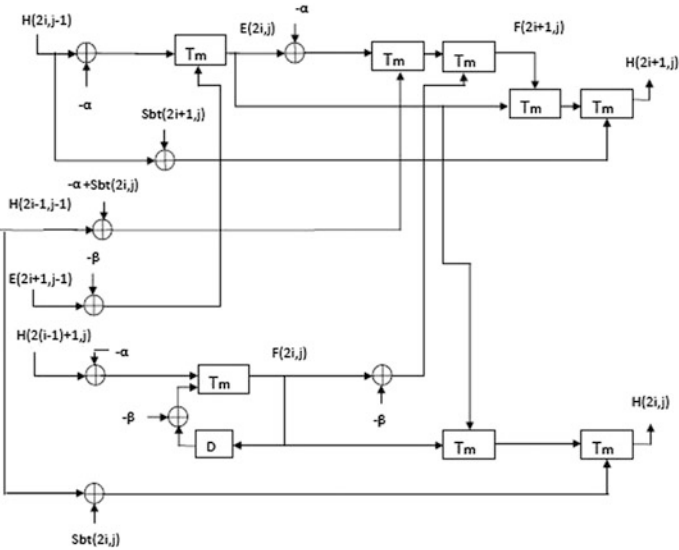 H(2i,j-1)
-α
E(2i,j)
-α
F(2i+1,j)
H(2i+1,j)
Tm
Tm
Tm
Tm
Tm
Sbt(2i+1,j)
-α+Sbt(2i,j)
H(2i-1,j-1)
-β
E(2i+1,j-1)
H(2(i-1)+1,j)
-α
F(2i,j)
Tm
-β
-β
H(2i,j)
D
Tm
Tm
Sbt(2i,j)